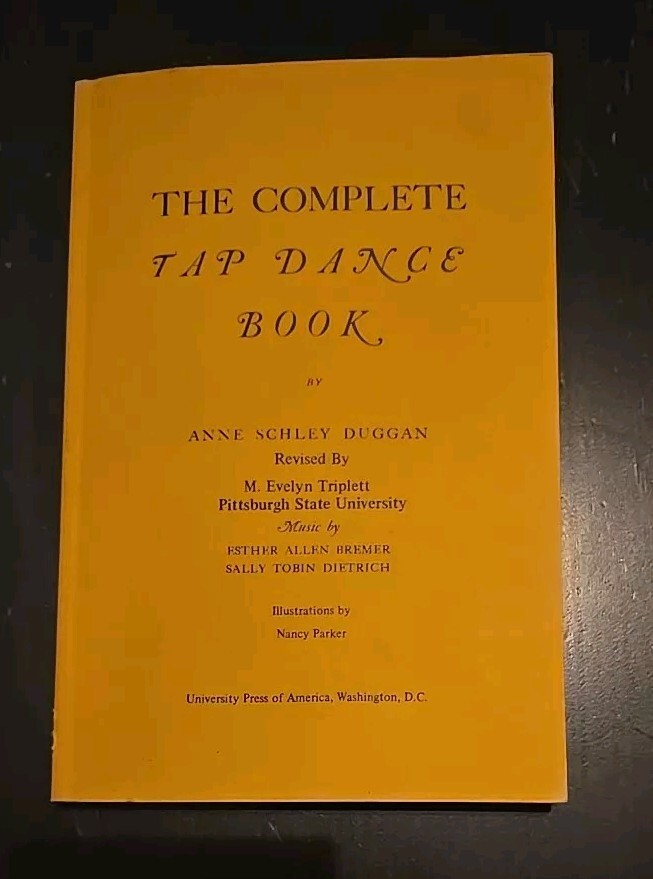 THE COMPLETE
TAP DANCE
BOOK
BY
ANNE SCHLEY DUGGAN
Revised By
M. Evelyn Triplett
Pittsburgh State University
Music by
ESTHER ALLEN BREMER
SALLY TOBIN DIETRICH
Illustrations by
Nancy Parker
University Press of America, Washington, D.C.